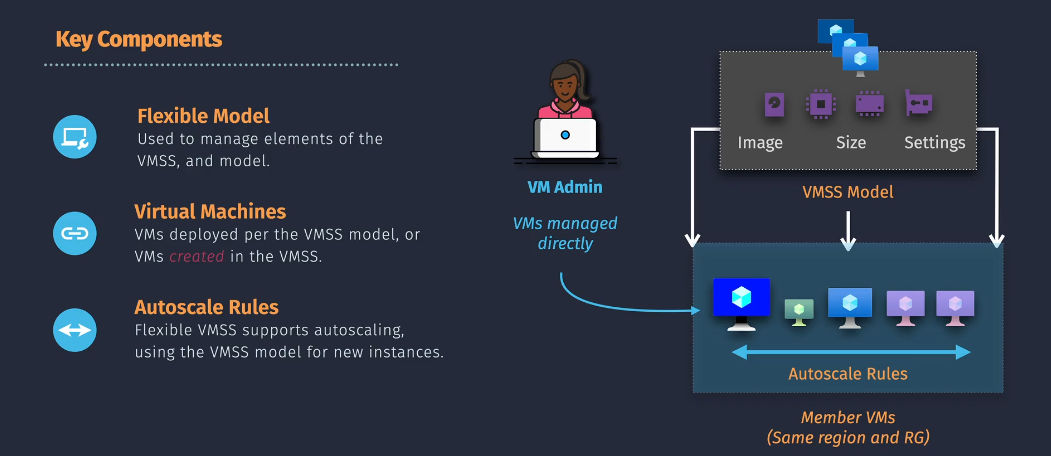 Key Components
Flexible Model
Used to manage elements of the
VMSS, and model.
Virtual Machines
VMs deployed per the VMSS model, or
VMs created in the VMSS.
Autoscale Rules
Flexible VMSS supports autoscaling,
using the VMSS model for new instances.
VM Admin
VMs managed
directly
Image Size Settings
VMSS Model
Autoscale Rules
Member VMs
(Same region and RG)